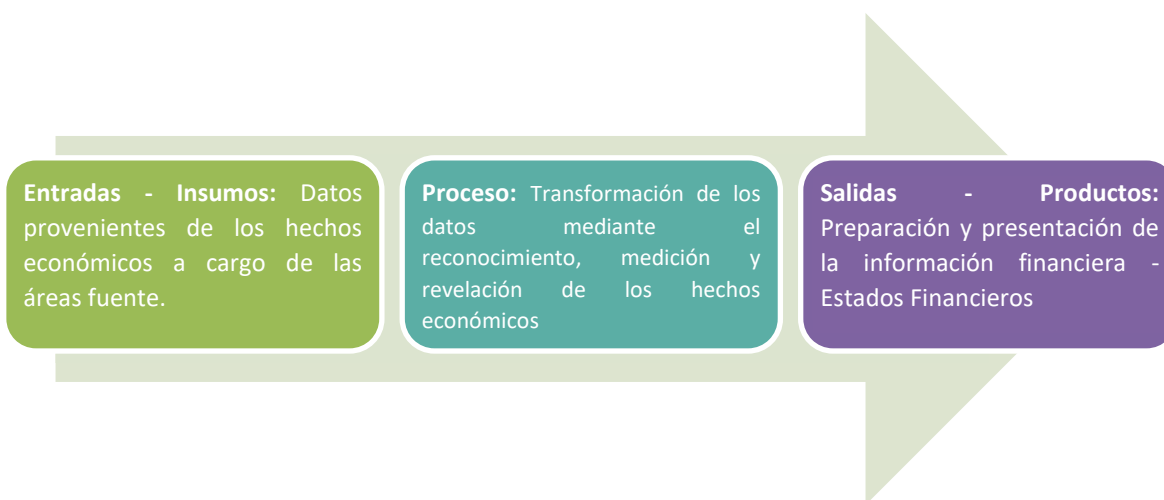 Entradas - Insumos: Datos
provenientes de los hechos
económicos a cargo de las
áreas fuente.
Proceso: Transformación de los
datos mediante el
reconocimiento, medición y
revelación de los hechos
económicos
Salidas - Productos:
Preparación y presentación de
la información financiera -
Estados Financieros